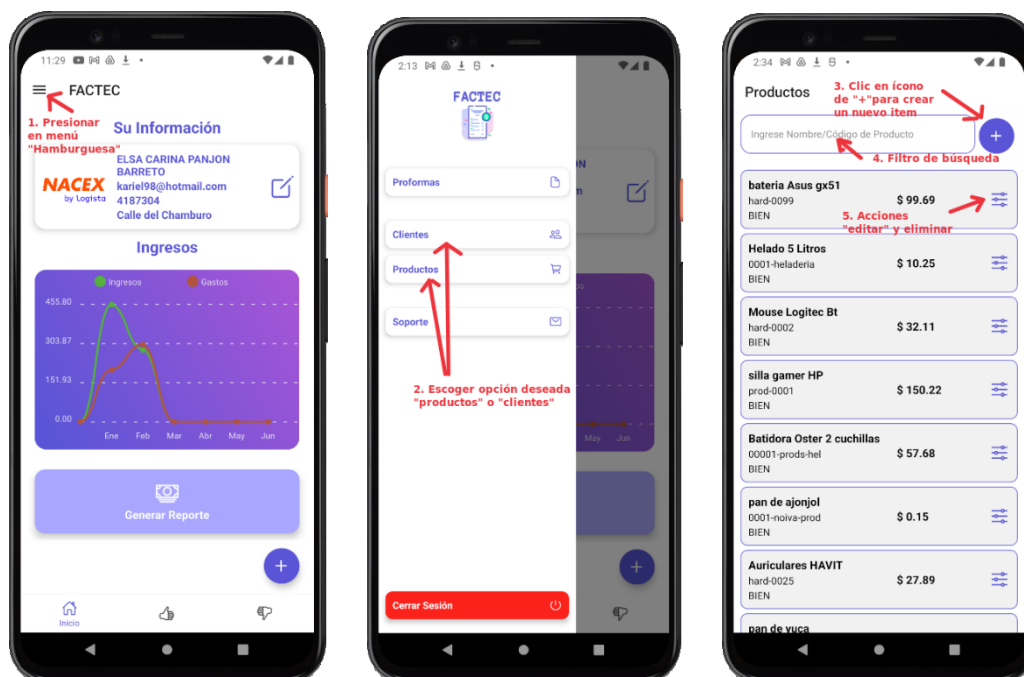 11:29
FACTEC
1. Presionar
en menú
"Hamburguesa"
Su Información
NACEX
by Logista
ELSA CARINA PANJON
BARRETO
kariel98@hotmail.com
4187304
Calle del Chamburo
Ingresos
Ingresos
Gastos
455.80
303.87
151.93
0.00
Ene Feb Mar Abr May Jun
Generar Reporte
+
Inicio
2:13
FACTEC
Proformas
Clientes
Productos
Soporte
2. Escoger opción deseada
"productos" o "clientes"
May Jun
+
Cerrar Sesión
2:34
Productos
3. Clic en ícono
de "+"para crear
un nuevo item
Ingrese Nombre/Código de Producto
+
4. Filtro de búsqueda
bateria Asus gx51
hard-0099
$ 99.69
BIEN
5. Acciones
"editar" y eliminar
Helado 5 Litros
0001-heladeria
$ 10.25
BIEN
Mouse Logitec Bt
hard-0002
$ 32.11
BIEN
silla gamer HP
prod-0001
$ 150.22
BIEN
Batidora Oster 2 cuchillas
00001-prods-hel
$ 57.68
BIEN
pan de ajonjol
0001-noiva-prod
$ 0.15
BIEN
Auriculares HAVIT
hard-0025
$ 27.89
BIEN
pan de yuca